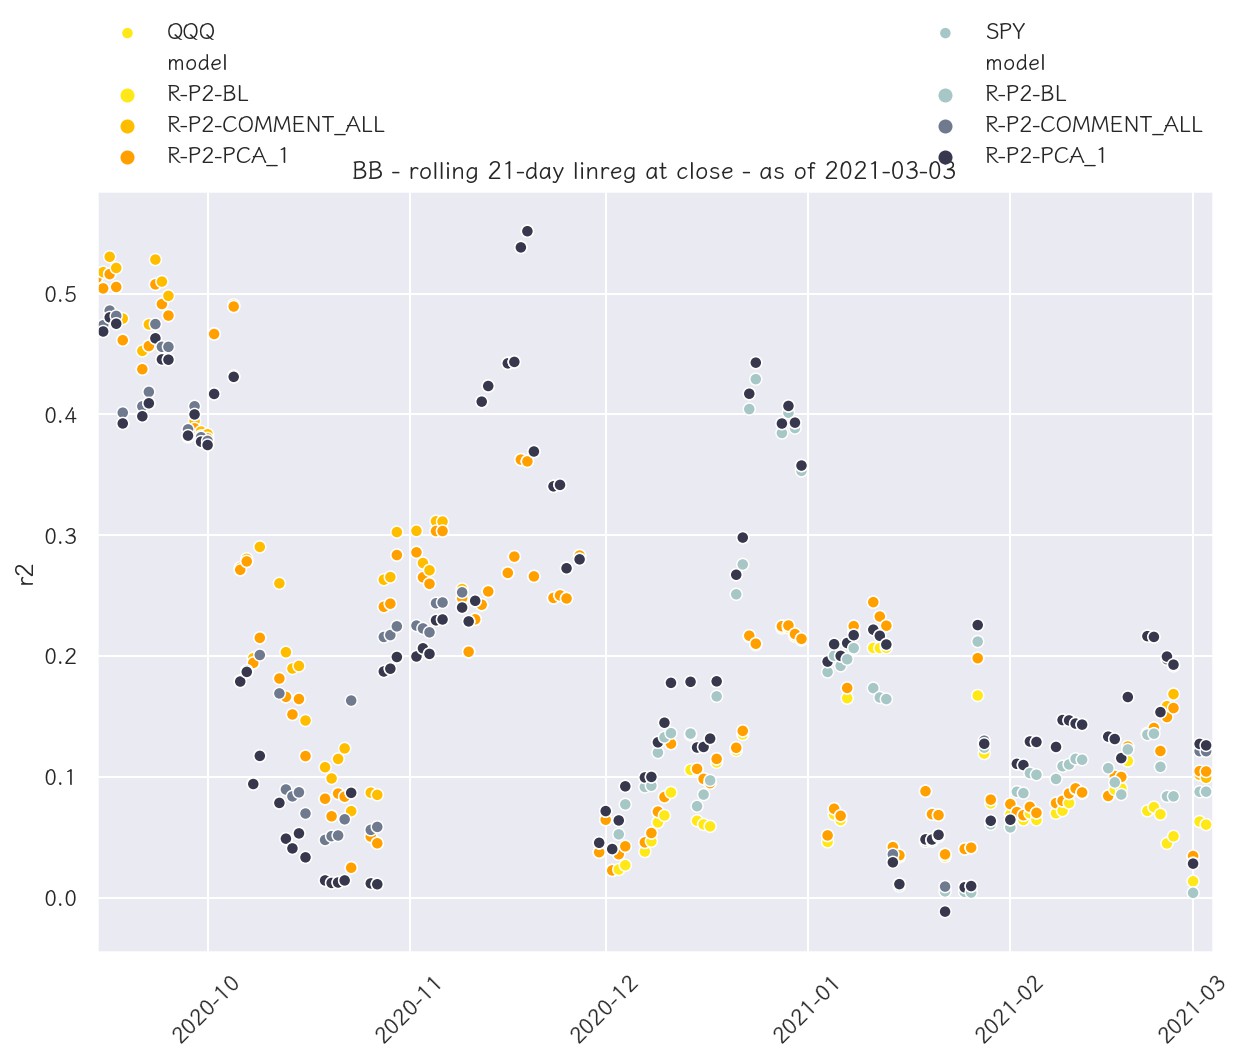 QQQ
model
R-P2-BL
R-P2-COMMENT_ALL
R-P2-PCA_1
SPY
model
R-P2-BL
R-P2-COMMENT_ALL
R-P2-PCA_1
BB - rolling 21-day linreg at close - as of 2021-03-03
r2
0.5
0.4
0.3
0.2
0.1
0.0
2020-10
2020-11
2020-12
2021-01
2021-02
2021-03